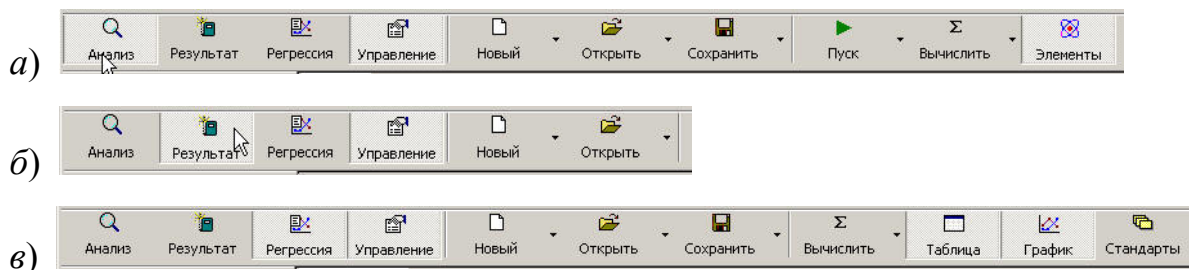 а) Анализ Результат Регрессия Управление Новый Открыть Сохранить Пуск Σ Вычислить Элементы
б) Анализ Результат Регрессия Управление Новый Открыть
в) Анализ Результат Регрессия Управление Новый Открыть Сохранить Σ Вычислить Таблица График Стандарты